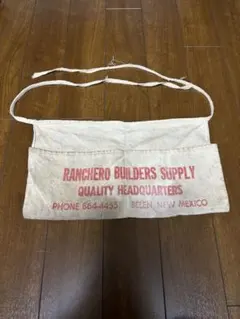 RANCHERO BUILDERS SUPPLY
QUALITY HEADQUARTERS
PHONE 864-4455 BELEN, NEW MEXICO